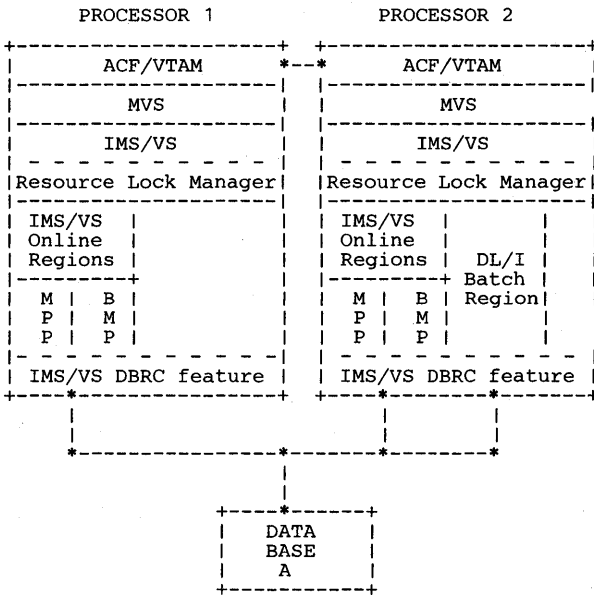 PROCESSOR 1 PROCESSOR 2
ACF/VTAM ACF/VTAM
MVS MVS
IMS/VS IMS/VS
Resource Lock Manager Resource Lock Manager
IMS/VS IMS/VS
Online Online
Regions Regions DL/I
Batch
M B M B Region
P M P M
P P P P
IMS/VS DBRC feature IMS/VS DBRC feature
DATA
BASE
A